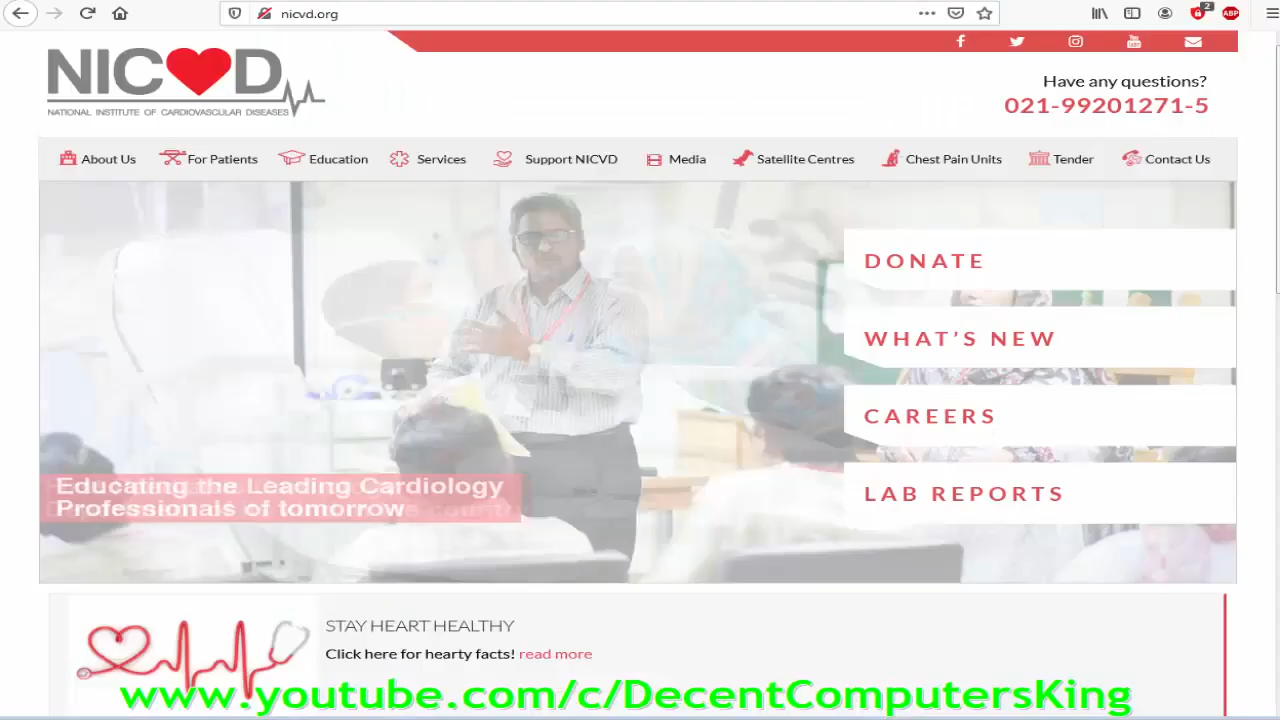 nicvd.org
2
ABP
NICVD
NATIONAL INSTITUTE OF CARDIOVASCULAR DISEASES
Have any questions?
021-99201271-5
About Us
For Patients
Education
Services
Support NICVD
Media
Satellite Centres
Chest Pain Units
Tender
Contact Us
DONATE
WHAT'S NEW
CAREERS
LAB REPORTS
Educating the Leading Cardiology
Professionals of tomorrow
STAY HEART HEALTHY
Click here for hearty facts! read more
www.youtube.com/c/DecentComputersKing